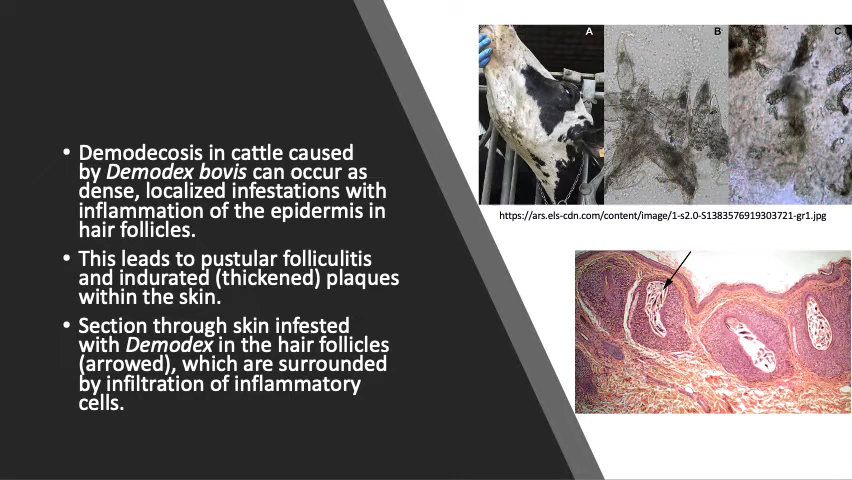 • Demodecosis in cattle caused
by Demodex bovis can occur as
dense, localized infestations with
inflammation of the epidermis in
hair follicles.
• This leads to pustular folliculitis
and indurated (thickened) plaques
within the skin.
• Section through skin infested
with Demodex in the hair follicles
(arrowed), which are surrounded
by infiltration of inflammatory
cells.
A
B
C
https://ars.els-cdn.com/content/image/1-s2.0-S1383576919303721-gr1.jpg